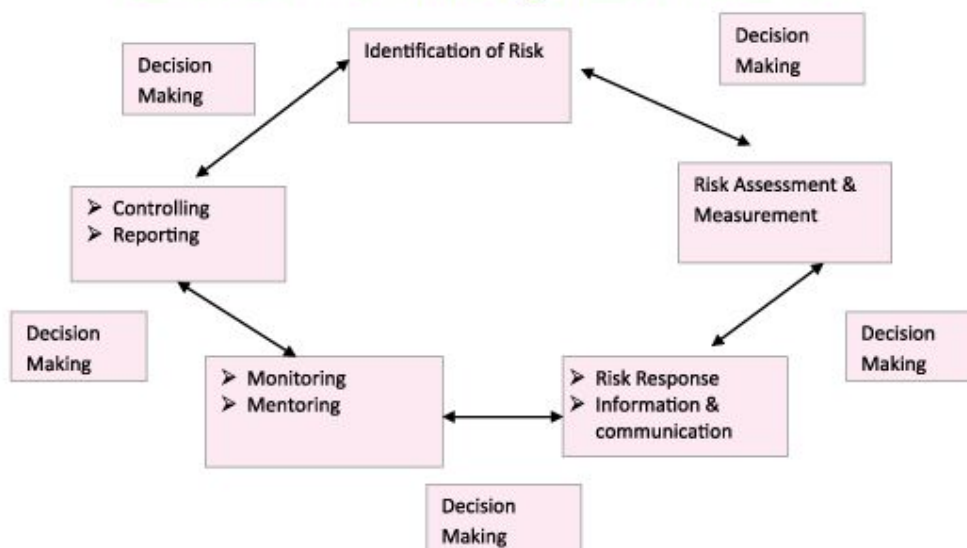 Decision
Making
Identification of Risk
Decision
Making
Risk Assessment &
Measurement
➢ Controlling
➢ Reporting
Decision
Making
Decision
Making
➢ Monitoring
➢ Mentoring
➢ Risk Response
➢ Information &
communication
Decision
Making